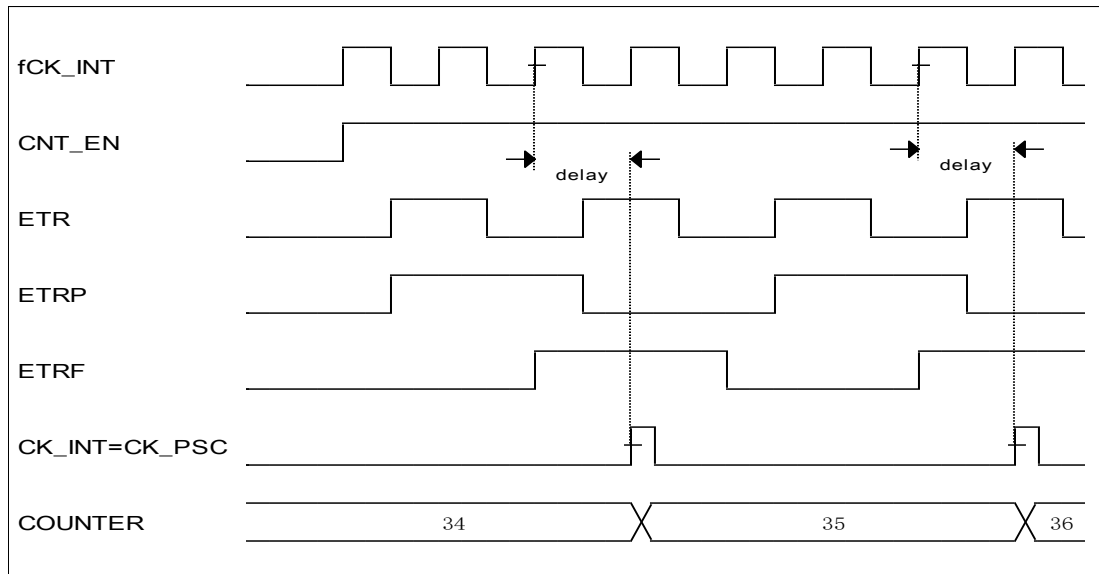 fCK_INT
CNT_EN
delay
delay
ETR
ETRP
ETRF
CK_INT=CK_PSC
COUNTER
34
35
36